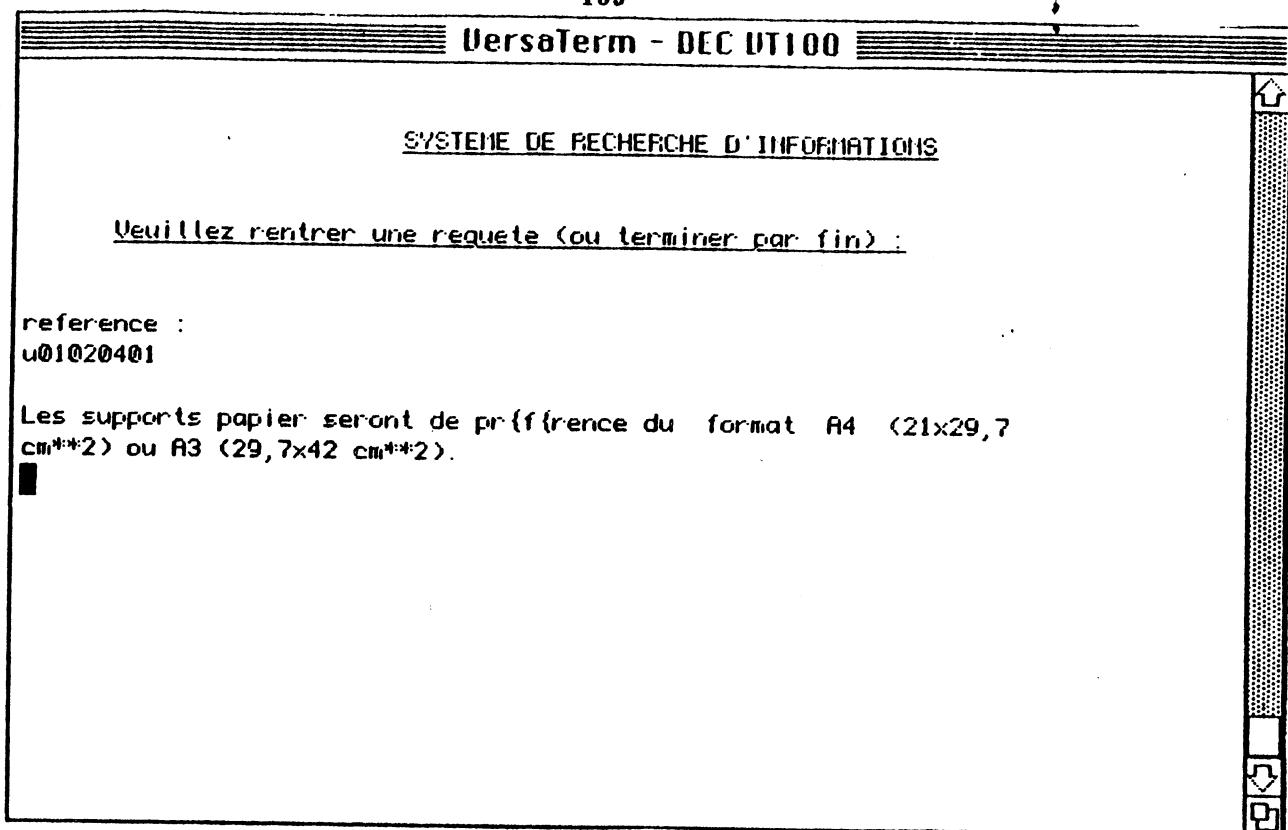 VersaTerm - DEC VT100
SYSTEME DE RECHERCHE D'INFORMATIONS
Veuillez rentrer une requete (ou terminer par fin) :
reference :
u01020401
Les supports papier seront de pr{f{rence du format A4 (21x29,7
cm**2) ou A3 (29,7x42 cm**2).